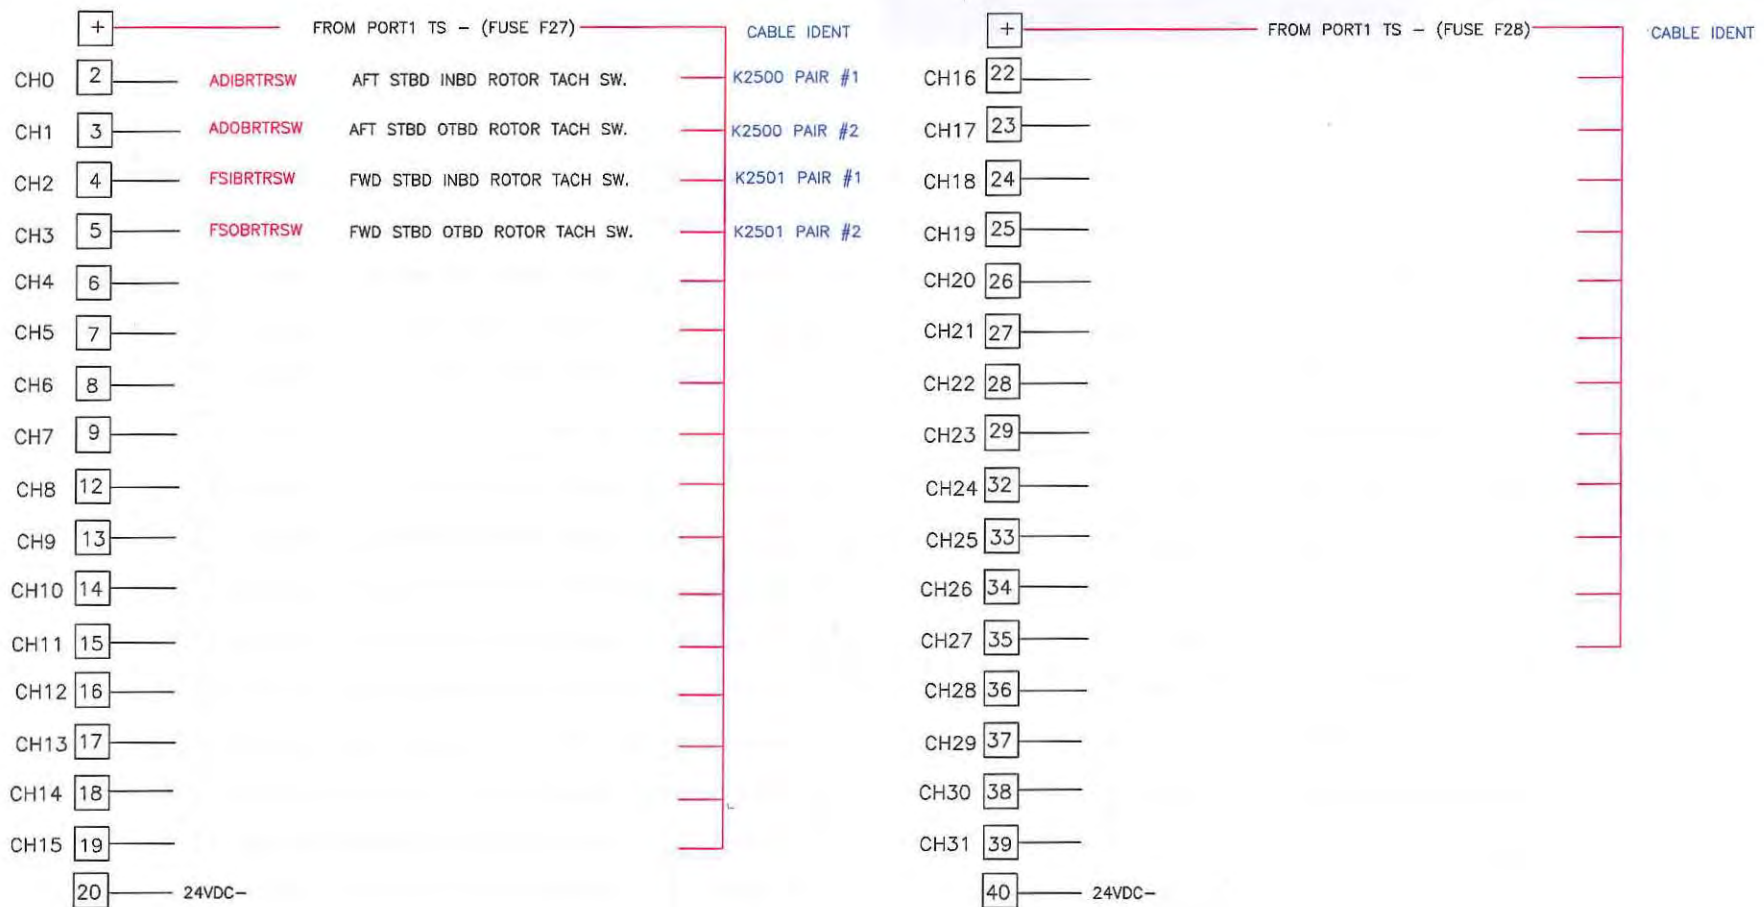 + FROM PORT1 TS - (FUSE F27) CABLE IDENT
CH0 2 ADIBRTRSW AFT STBD INBD ROTOR TACH SW. K2500 PAIR #1
CH1 3 ADOBRTRSW AFT STBD OTBD ROTOR TACH SW. K2500 PAIR #2
CH2 4 FSIBRTRSW FWD STBD INBD ROTOR TACH SW. K2501 PAIR #1
CH3 5 FSOBRTRSW FWD STBD OTBD ROTOR TACH SW. K2501 PAIR #2
CH4 6
CH5 7
CH6 8
CH7 9
CH8 12
CH9 13
CH10 14
CH11 15
CH12 16
CH13 17
CH14 18
CH15 19
20 24VDC-
+ FROM PORT1 TS - (FUSE F28) CABLE IDENT
CH16 22
CH17 23
CH18 24
CH19 25
CH20 26
CH21 27
CH22 28
CH23 29
CH24 32
CH25 33
CH26 34
CH27 35
CH28 36
CH29 37
CH30 38
CH31 39
40 24VDC-